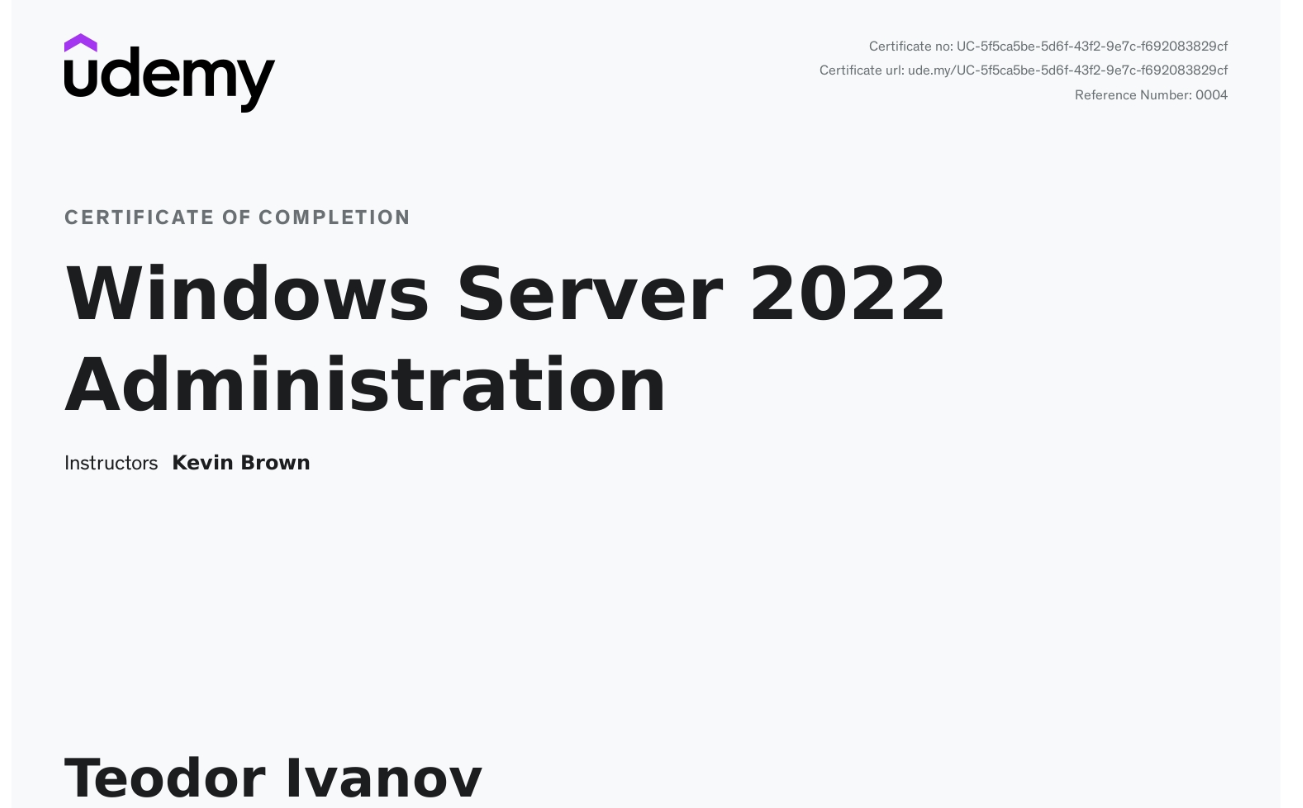 udemy
Certificate no: UC-5f5ca5be-5d6f-43f2-9e7c-f692083829cf
Certificate url: ude.my/UC-5f5ca5be-5d6f-43f2-9e7c-f692083829cf
Reference Number: 0004
CERTIFICATE OF COMPLETION
Windows Server 2022
Administration
Instructors Kevin Brown
Teodor Ivanov